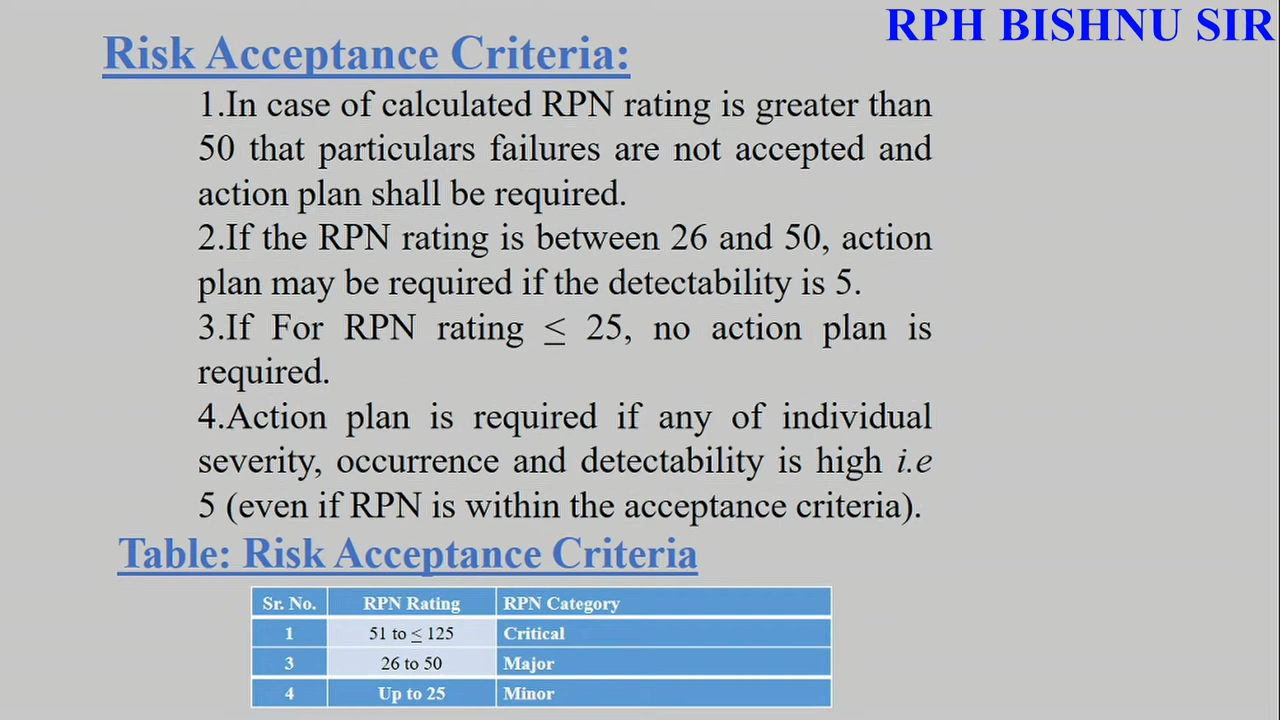 RPH BISHNU SIR
Risk Acceptance Criteria:
1.In case of calculated RPN rating is greater than
50 that particulars failures are not accepted and
action plan shall be required.
2.If the RPN rating is between 26 and 50, action
plan may be required if the detectability is 5.
3.If For RPN rating ≤ 25, no action plan is
required.
4.Action plan is required if any of individual
severity, occurrence and detectability is high i.e
5 (even if RPN is within the acceptance criteria).
Table: Risk Acceptance Criteria
Sr. No. RPN Rating RPN Category
1 51 to ≤ 125 Critical
3 26 to 50 Major
4 Up to 25 Minor